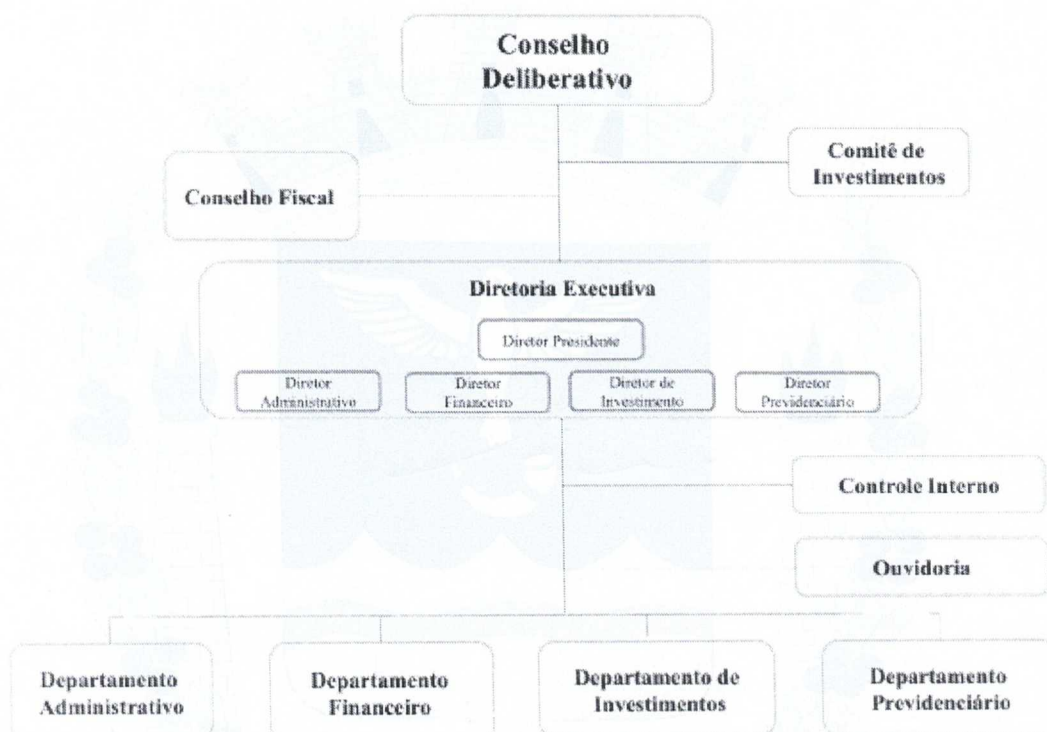 Conselho
Deliberativo
Comitê de
Investimentos
Conselho Fiscal
Diretoria Executiva
Diretor Presidente
Diretor
Administrativo
Diretor
Financeiro
Diretor de
Investimento
Diretor
Previdenciário
Controle Interno
Ouvidoria
Departamento
Administrativo
Departamento
Financeiro
Departamento de
Investimentos
Departamento
Previdenciário